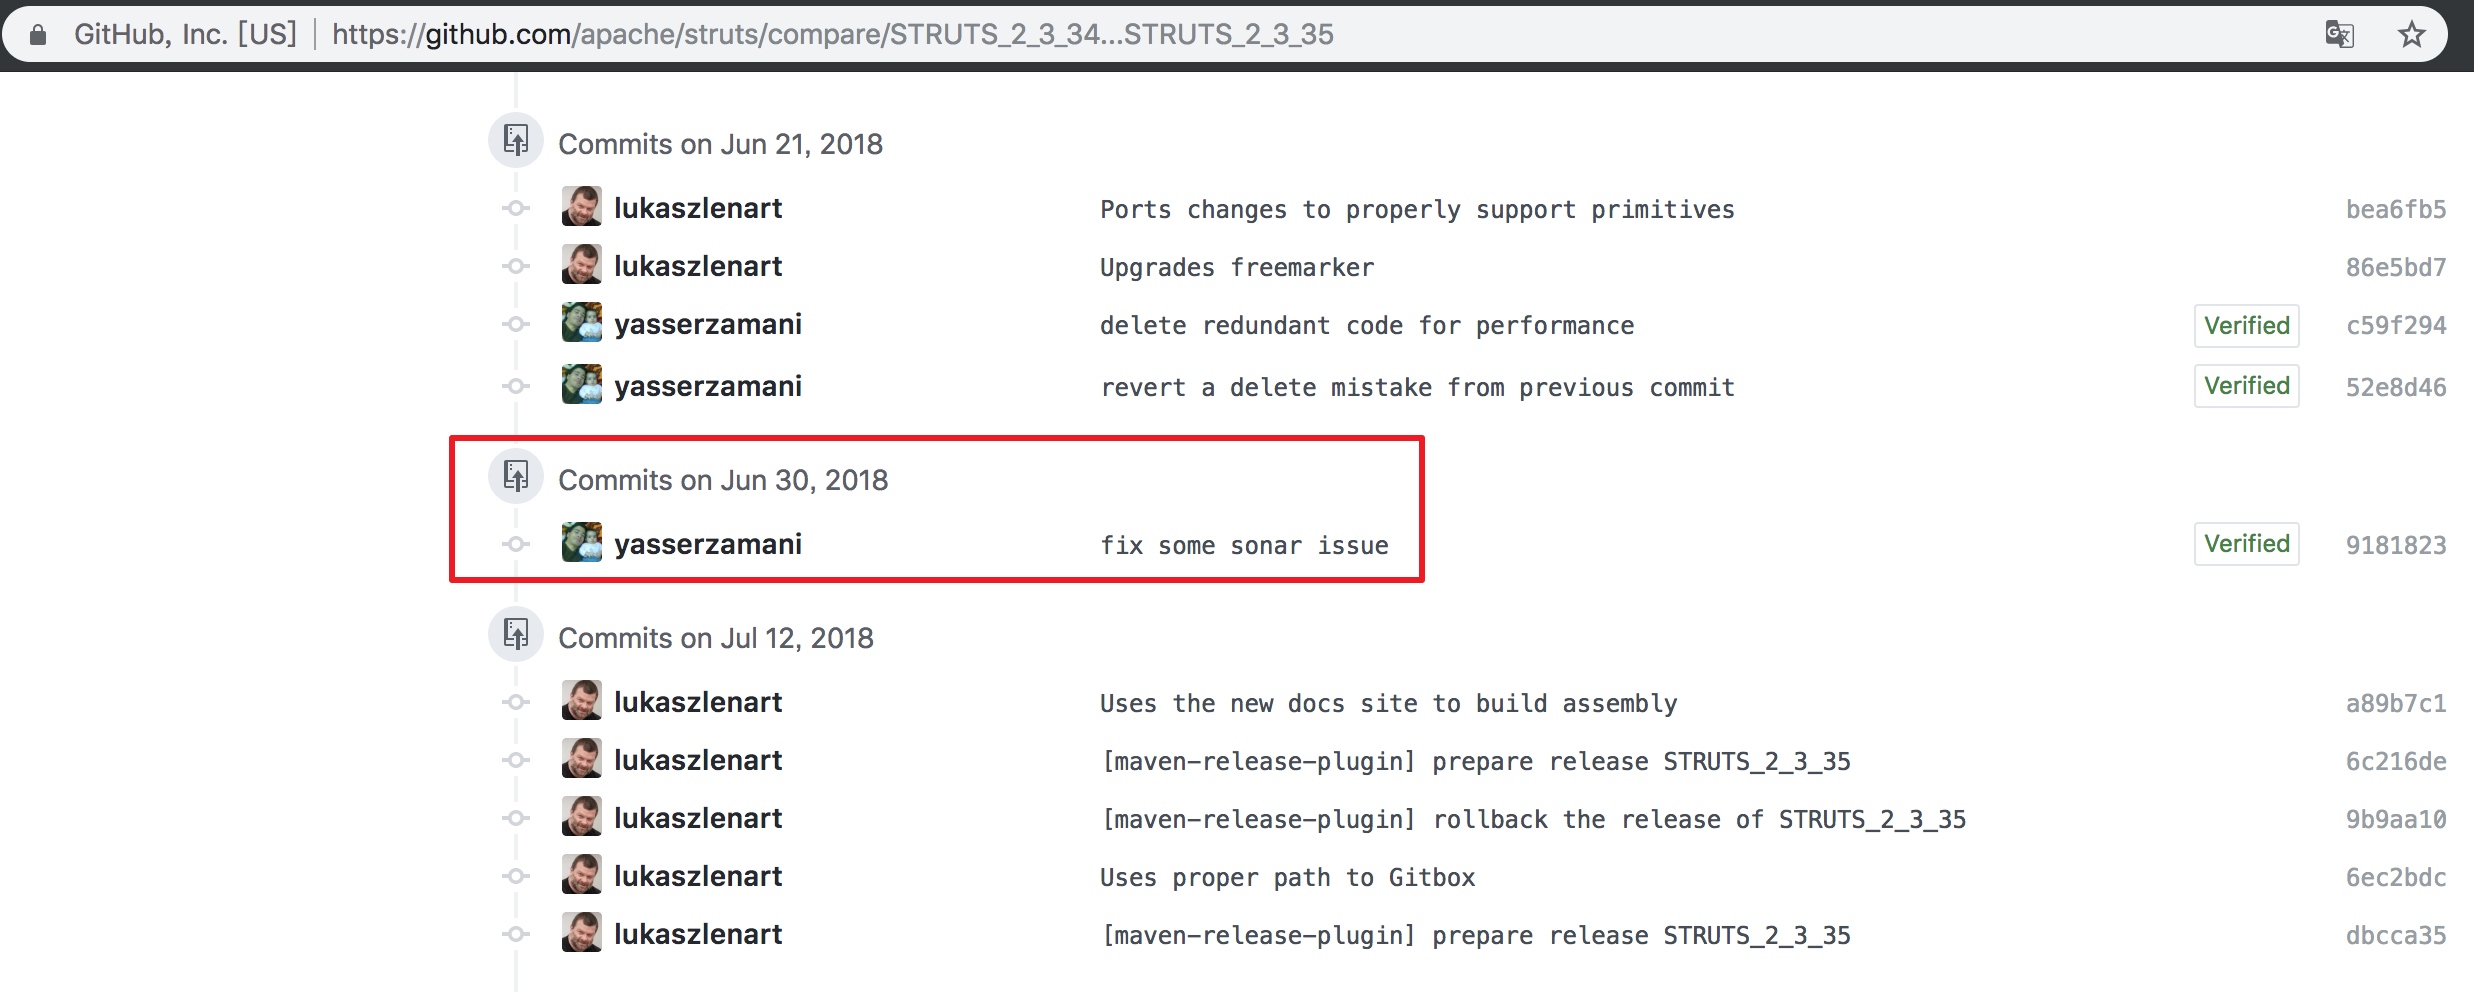 GitHub, Inc. [US] | https://github.com/apache/struts/compare/STRUTS_2_3_34...STRUTS_2_3_35
Commits on Jun 21, 2018
lukaszlenart Ports changes to properly support primitives bea6fb5
lukaszlenart Upgrades freemarker 86e5bd7
yasserzamani delete redundant code for performance Verified c59f294
yasserzamani revert a delete mistake from previous commit Verified 52e8d46
Commits on Jun 30, 2018
yasserzamani fix some sonar issue Verified 9181823
Commits on Jul 12, 2018
lukaszlenart Uses the new docs site to build assembly a89b7c1
lukaszlenart [maven-release-plugin] prepare release STRUTS_2_3_35 6c216de
lukaszlenart [maven-release-plugin] rollback the release of STRUTS_2_3_35 9b9aa10
lukaszlenart Uses proper path to Gitbox 6ec2bdc
lukaszlenart [maven-release-plugin] prepare release STRUTS_2_3_35 dbcca35